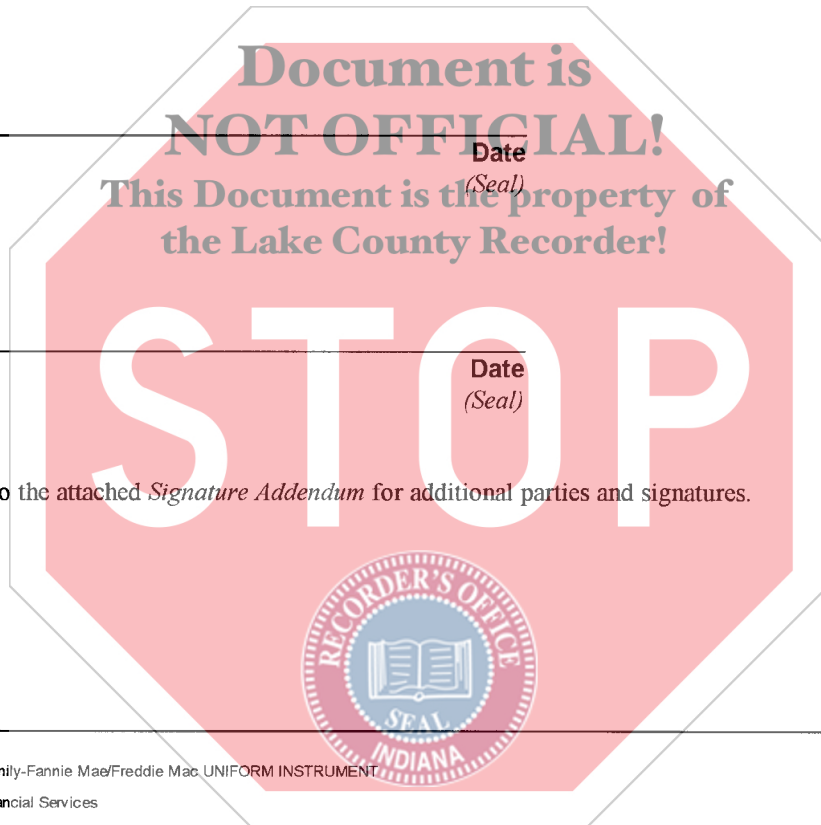 Document is
NOT OFFICIAL!
Date
(Seal)
This Document is the property of
the Lake County Recorder!
STOP
Date
(Seal)
o the attached Signature Addendum for additional parties and signatures.
RECORDER'S OFFICE
SEAL
INDIANA
nily-Fannie Mae/Freddie Mac UNIFORM INSTRUMENT
ancial Services